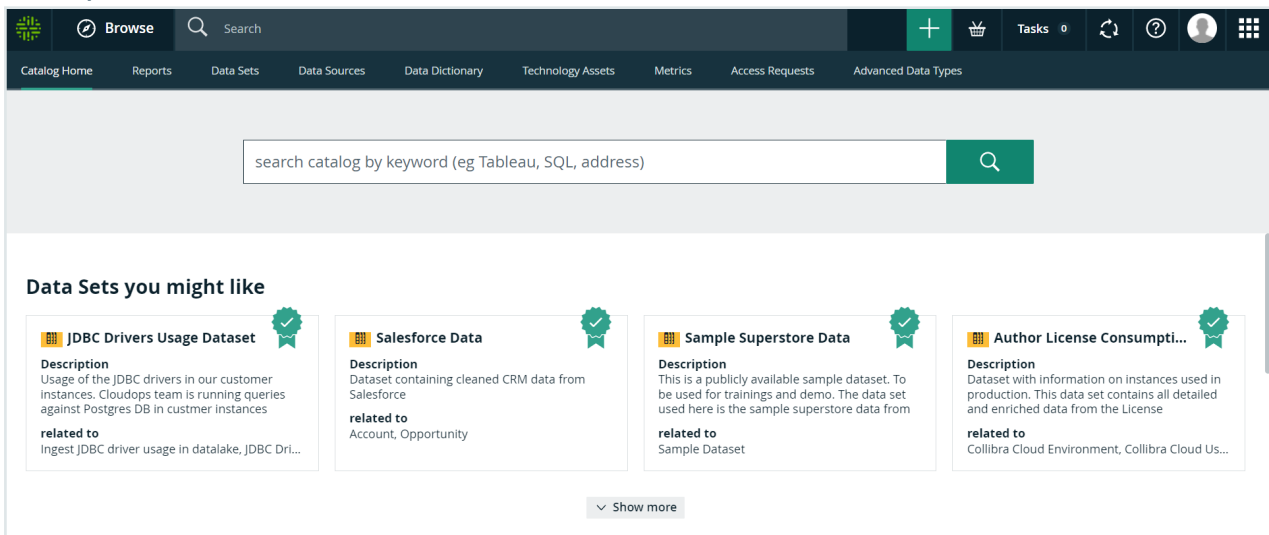 Browse
Search
Tasks 0
Catalog Home Reports Data Sets Data Sources Data Dictionary Technology Assets Metrics Access Requests Advanced Data Types
search catalog by keyword (eg Tableau, SQL, address)
Data Sets you might like
JDBC Drivers Usage Dataset
Description
Usage of the JDBC drivers in our customer
instances. Cloudops team is running queries
against Postgres DB in custmer instances
related to
Ingest JDBC driver usage in datalake, JDBC Dri...
Salesforce Data
Description
Dataset containing cleaned CRM data from
Salesforce
related to
Account, Opportunity
Sample Superstore Data
Description
This is a publicly available sample dataset. To
be used for trainings and demo. The data set
used here is the sample superstore data from
related to
Sample Dataset
Author License Consumpti...
Description
Dataset with information on instances used in
production. This data set contains all detailed
and enriched data from the License
related to
Collibra Cloud Environment, Collibra Cloud Us...
Show more